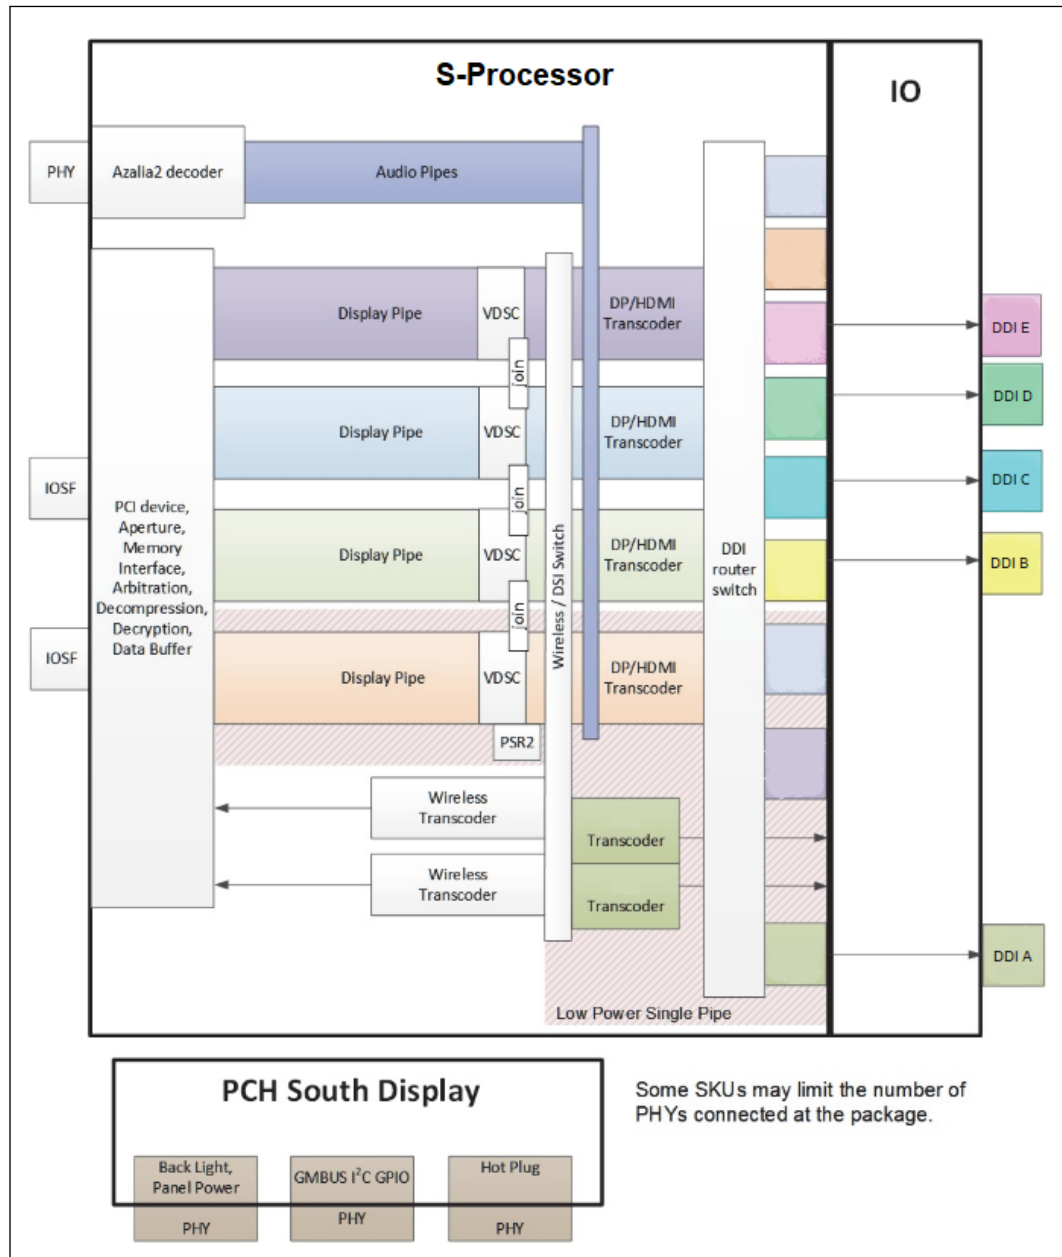 S-Processor
IO
PHY
Azalia2 decoder
Audio Pipes
Display Pipe
VDSC
DP/HDMI
Transcoder
DDI E
join
DDI D
Display Pipe
VDSC
DP/HDMI
Transcoder
IOSF
join
DDI C
PCI device,
Aperture,
Memory
Interface,
Arbitration,
Decompression,
Decryption,
Data Buffer
Display Pipe
VDSC
Wireless / DSI Switch
DP/HDMI
Transcoder
DDI
router
switch
DDI B
join
IOSF
Display Pipe
VDSC
DP/HDMI
Transcoder
PSR2
Wireless
Transcoder
Transcoder
Wireless
Transcoder
Transcoder
DDI A
Low Power Single Pipe
PCH South Display
Some SKUs may limit the number of
PHYs connected at the package.
Back Light,
Panel Power
PHY
GMBUS I²C GPIO
PHY
Hot Plug
PHY